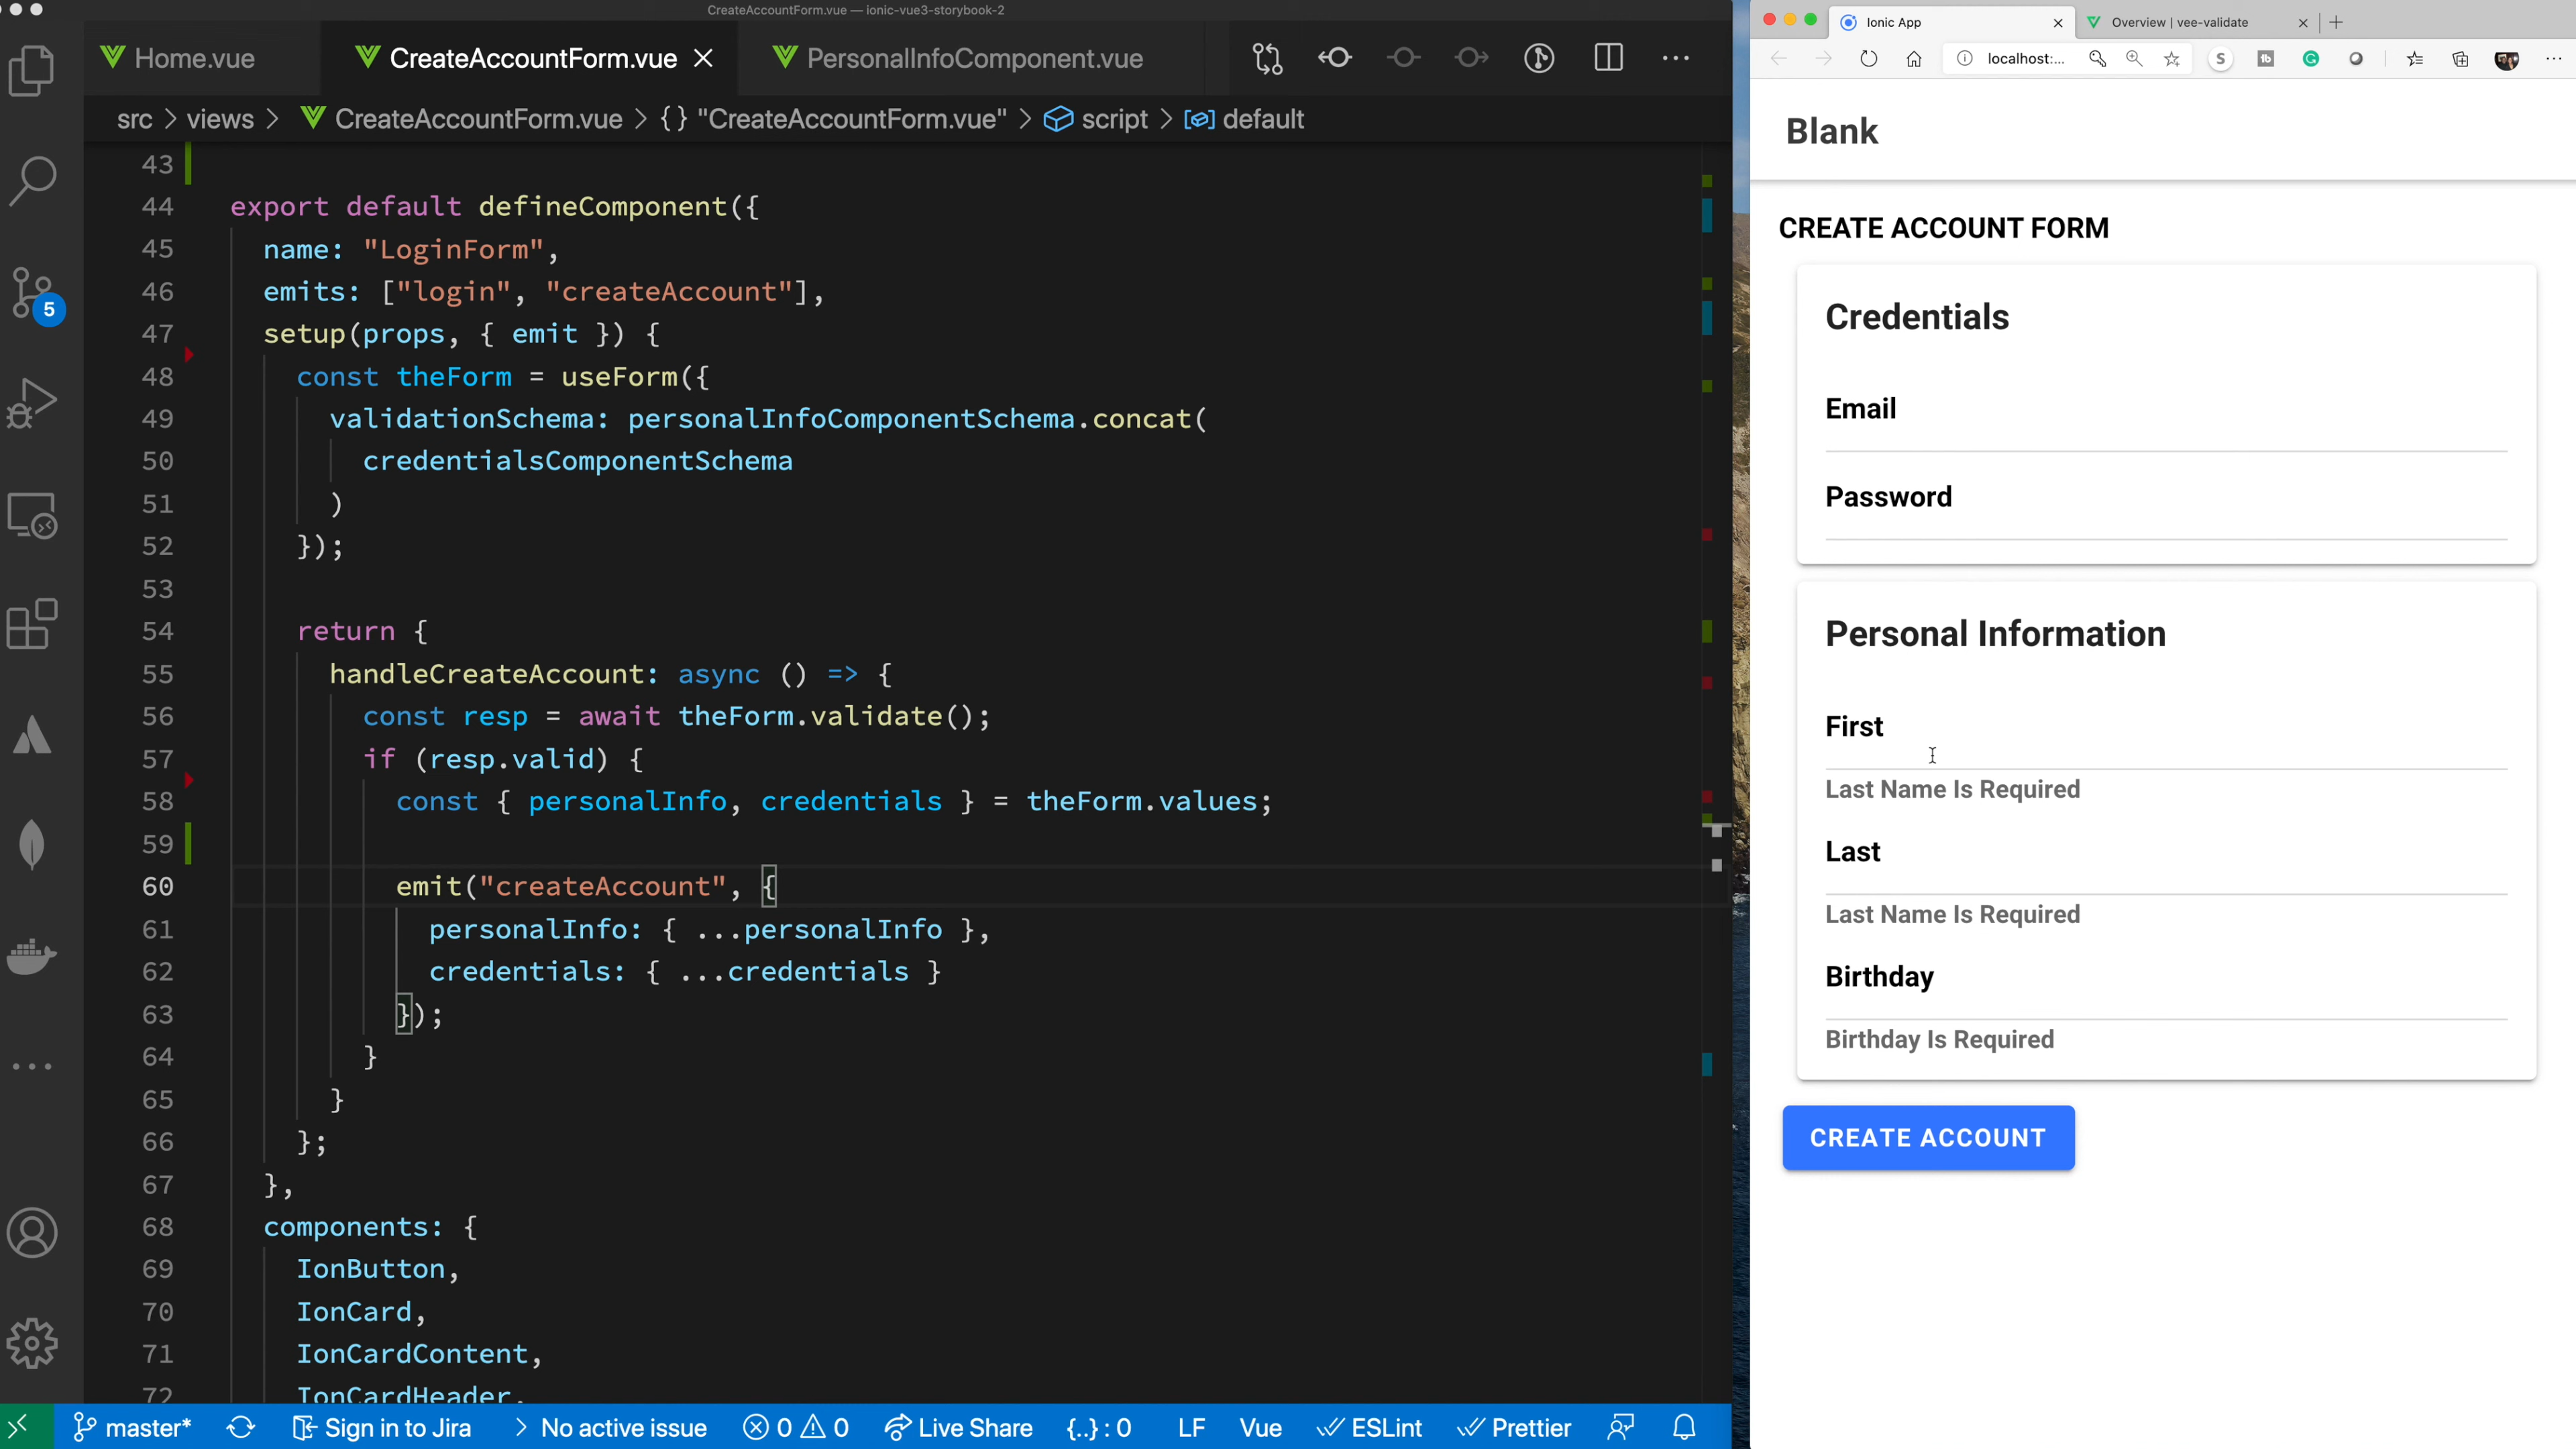 CreateAccountForm.vue — ionic-vue3-storybook-2
Home.vue
CreateAccountForm.vue
PersonalInfoComponent.vue
src > views > CreateAccountForm.vue > {} "CreateAccountForm.vue" > script > default
43
44 export default defineComponent({
45 name: "LoginForm",
46 emits: ["login", "createAccount"],
47 setup(props, { emit }) {
48 const theForm = useForm({
49 validationSchema: personalInfoComponentSchema.concat(
50 credentialsComponentSchema
51 )
52 });
53
54 return {
55 handleCreateAccount: async () => {
56 const resp = await theForm.validate();
57 if (resp.valid) {
58 const { personalInfo, credentials } = theForm.values;
59
60 emit("createAccount", {
61 personalInfo: { ...personalInfo },
62 credentials: { ...credentials }
63 });
64 }
65 }
66 };
67 },
68 components: {
69 IonButton,
70 IonCard,
71 IonCardContent,
72 IonCardHeader,
5
master*
Sign in to Jira
No active issue
0
0
Live Share
{..} : 0
LF
Vue
ESLint
Prettier
Ionic App
Overview | vee-validate
localhost:...
Blank
CREATE ACCOUNT FORM
Credentials
Email
Password
Personal Information
First
Last Name Is Required
Last
Last Name Is Required
Birthday
Birthday Is Required
CREATE ACCOUNT